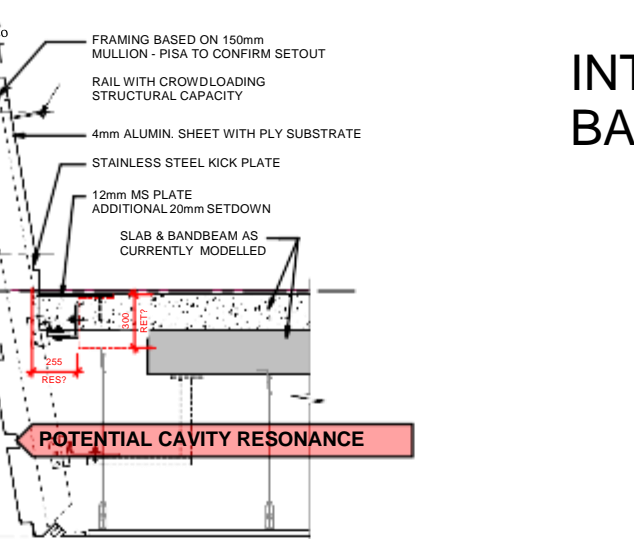 FRAMING BASED ON 150mm
MULLION - PISA TO CONFIRM SETOUT
RAIL WITH CROWDLOADING
STRUCTURAL CAPACITY
4mm ALUMIN. SHEET WITH PLY SUBSTRATE
STAINLESS STEEL KICK PLATE
12mm MS PLATE
ADDITIONAL 20mm SETDOWN
SLAB & BANDBEAM AS
CURRENTLY MODELLED
300
RET?
255
RES?
POTENTIAL CAVITY RESONANCE
INT
BA